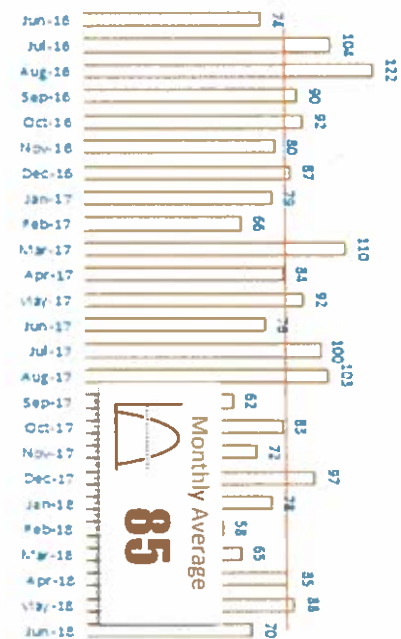 Jun-16 74
Jul-16 104
Aug-16 122
Sep-16 90
Oct-16 92
Nov-16 80
Dec-16 87
Jan-17 79
Feb-17 66
Mar-17 110
Apr-17 84
May-17 92
Jun-17
Jul-17 100
Aug-17 103
Sep-17 62
Oct-17 83
Nov-17 72
Dec-17 97
Jan-18 78
Feb-18 58
Mar-18 65
Apr-18 85
May-18 88
Jun-18 70
Monthly Average
85